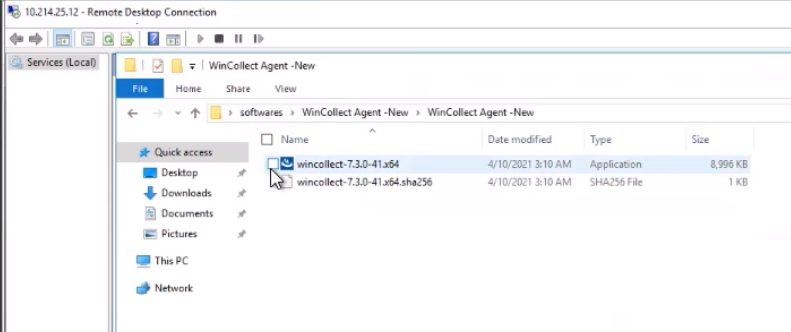 10.214.25.12 - Remote Desktop Connection
Services (Local)
WinCollect Agent -New
File Home Share View
softwares > WinCollect Agent -New > WinCollect Agent -New
Name Date modified Type Size
Quick access
wincollect-7.3.0-41.x64 4/10/2021 3:10 AM Application 8,996 KB
Desktop
wincollect-7.3.0-41.x64.sha256 4/10/2021 3:10 AM SHA256 File 1 KB
Downloads
Documents
Pictures
This PC
Network